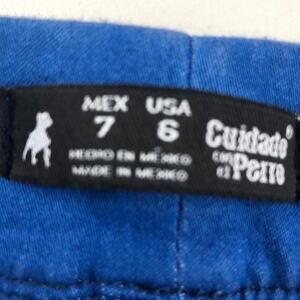 MEX USA
7 6
HECHO EN MÉXICO
MADE IN MEXICO
Cuidado
con
el Perro